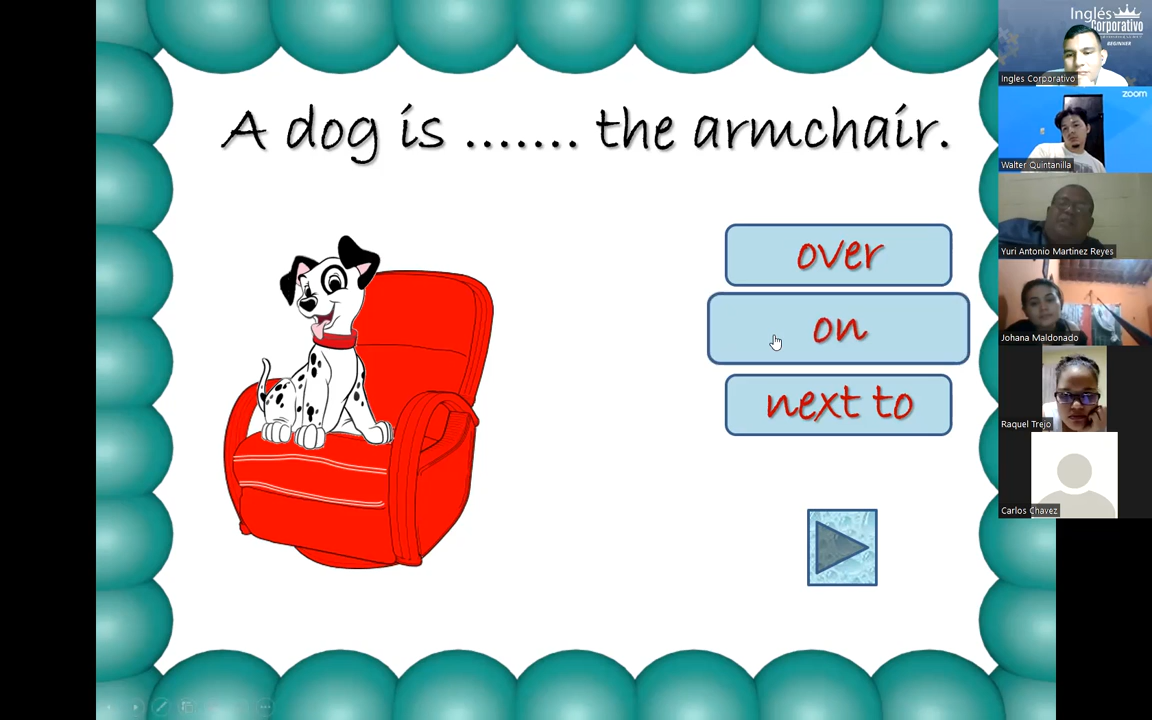 A dog is ....... the armchair.
over
on
next to
Inglés
Corporativo
BEGINNER
Ingles Corporativo
zoom
Walter Quintanilla
Yuri Antonio Martinez Reyes
Johana Maldonado
Raquel Trejo
Carlos Chavez